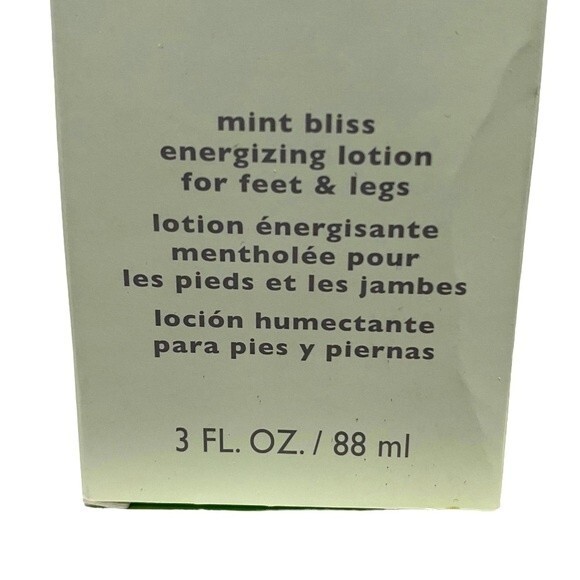 mint bliss
energizing lotion
for feet & legs
lotion énergisante
mentholée pour
les pieds et les jambes
loción humectante
para pies y piernas
3 FL. OZ. / 88 ml